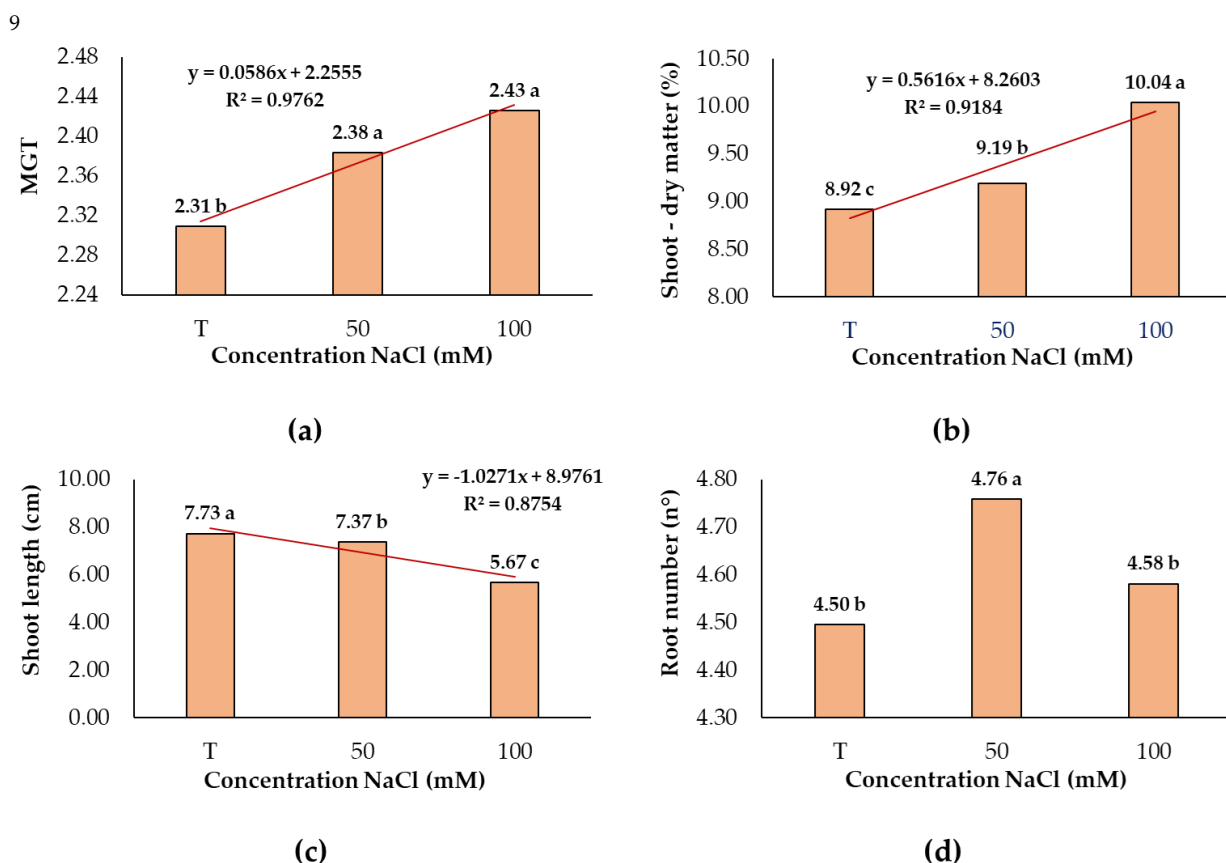 9
2.48
2.44
2.40
2.36
2.32
2.28
2.24
MGT
y = 0.0586x + 2.2555
R² = 0.9762
2.31 b
2.38 a
2.43 a
T 50 100
Concentration NaCl (mM)
(a)
10.50
10.00
9.50
9.00
8.50
8.00
Shoot - dry matter (%)
y = 0.5616x + 8.2603
R² = 0.9184
8.92 c
9.19 b
10.04 a
T 50 100
Concentration NaCl (mM)
(b)
10.00
8.00
6.00
4.00
2.00
0.00
Shoot length (cm)
y = -1.0271x + 8.9761
R² = 0.8754
7.73 a
7.37 b
5.67 c
T 50 100
Concentration NaCl (mM)
(c)
4.80
4.70
4.60
4.50
4.40
4.30
Root number (n°)
4.50 b
4.76 a
4.58 b
T 50 100
Concentration NaCl (mM)
(d)